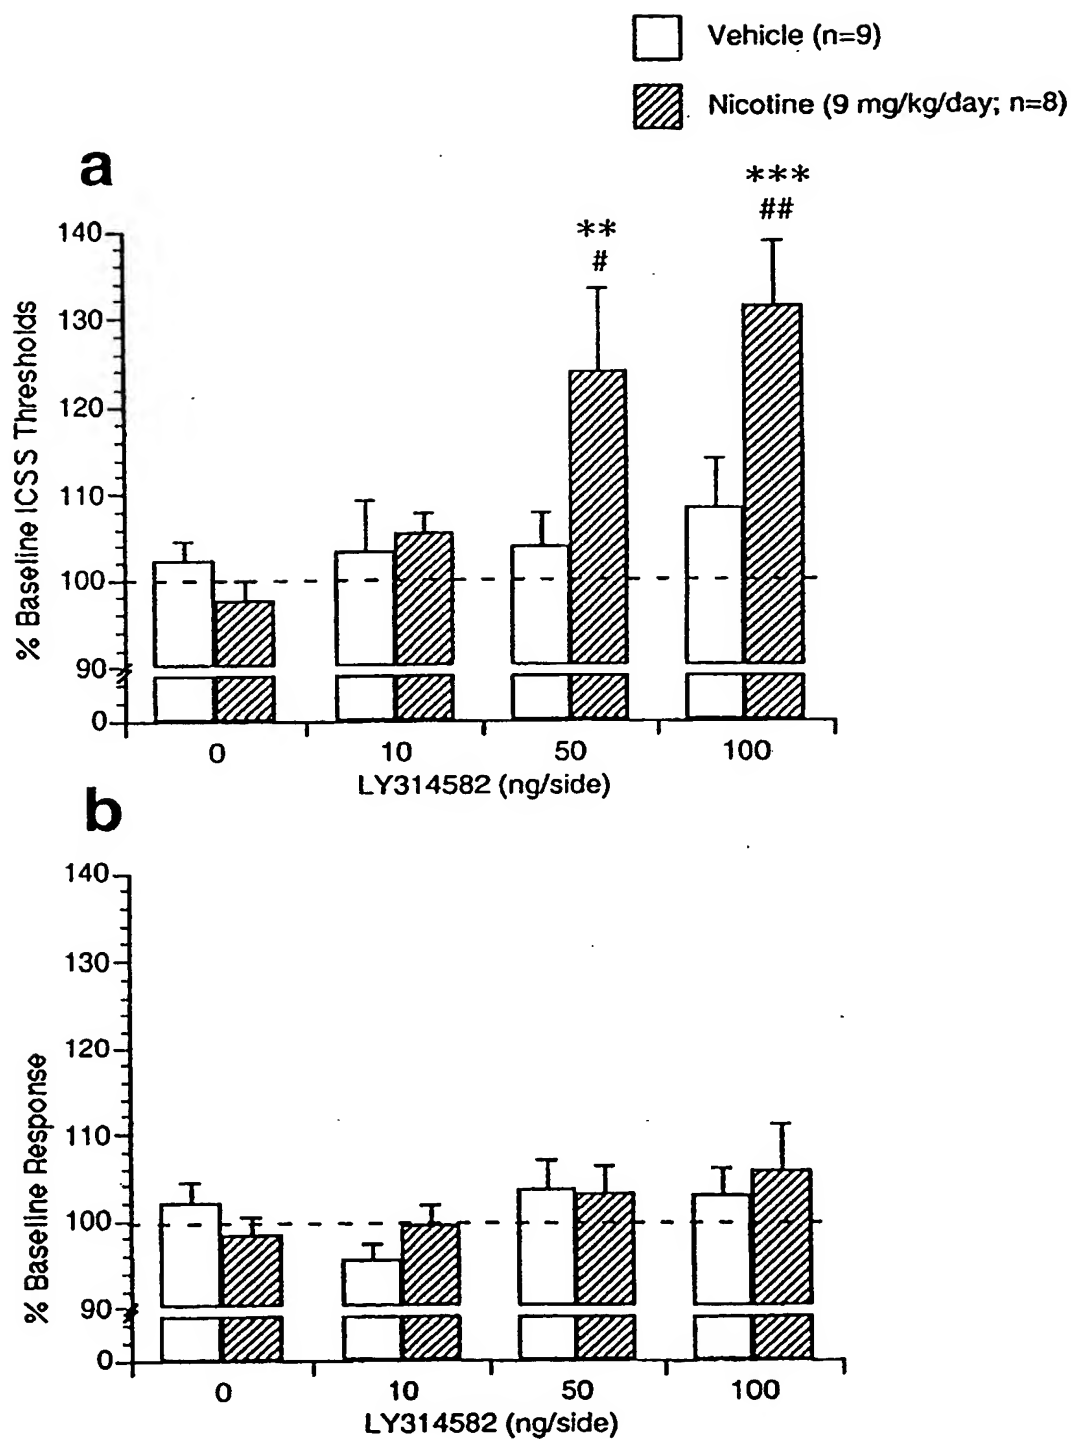 Vehicle (n=9)
Nicotine (9 mg/kg/day; n=8)
a
***
##
**
#
140
130
120
110
100
90
0
% Baseline ICSS Thresholds
0 10 50 100
LY314582 (ng/side)
b
140
130
120
110
100
90
0
% Baseline Response
0 10 50 100
LY314582 (ng/side)